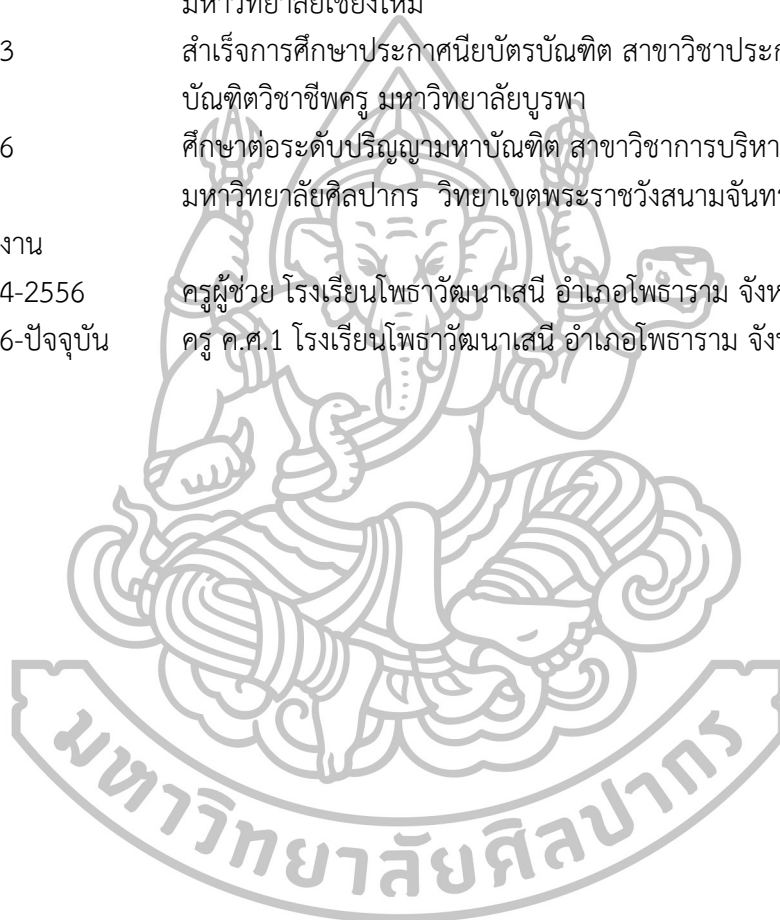 มหาวิทยาลัยเชียงใหม่
3 สำเร็จการศึกษาประกาศนียบัตรบัณฑิต สาขาวิชาประก
บัณฑิตวิชาชีพครู มหาวิทยาลัยบูรพา
6 ศึกษาต่อระดับปริญญามหาบัณฑิต สาขาวิชาการบริหา
มหาวิทยาลัยศิลปากร วิทยาเขตพระราชวังสนามจันทร
งาน
4-2556 ครูผู้ช่วย โรงเรียนโพธาวัฒนาเสนี อำเภอโพธาราม จังห
6-ปัจจุบัน ครู ค.ศ.1 โรงเรียนโพธาวัฒนาเสนี อำเภอโพธาราม จังห
มหาวิทยาลัยศิลปากร